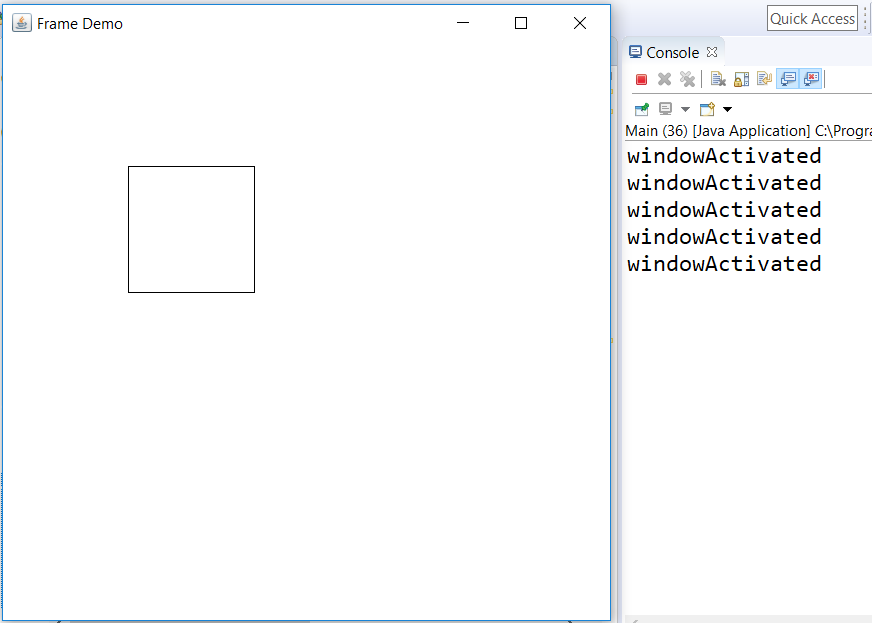 Frame Demo
Quick Access
Console
Main (36) [Java Application] C:\Progra
windowActivated
windowActivated
windowActivated
windowActivated
windowActivated